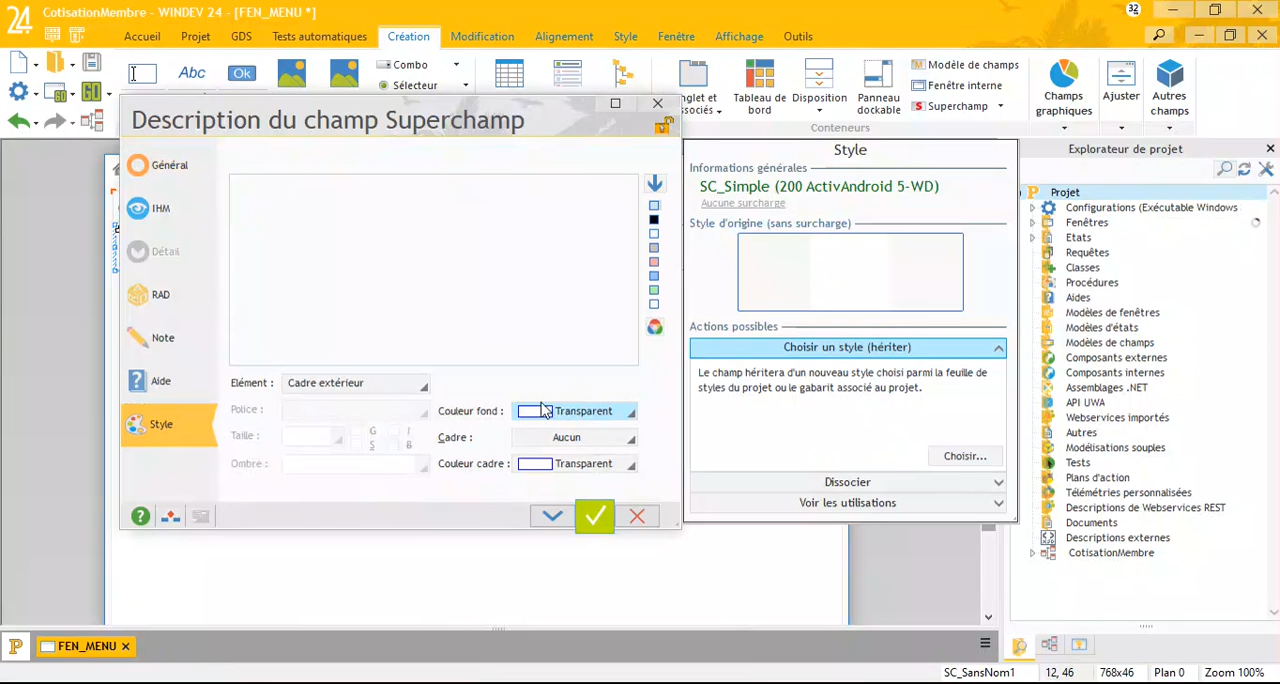 24 CotisationMembre - WINDEV 24 - [FEN_MENU *]
32
Accueil Projet GDS Tests automatiques Création Modification Alignement Style Fenêtre Affichage Outils
Abc Ok Combo
Sélecteur
GO GO
nglet et
sociés
Tableau de
bord
Disposition
Panneau
dockable
Modèle de champs
Fenêtre interne
S Superchamp
Conteneurs
Champs
graphiques
Ajuster
Autres
champs
Description du champ Superchamp
Général
IHM
Détail
RAD
Note
Aide
Style
Elément : Cadre extérieur
Police :
Taille :
G I
S B
Ombre :
Couleur fond : Transparent
Cadre : Aucun
Couleur cadre : Transparent
?
Style
Informations générales
SC_Simple (200 ActivAndroid 5-WD)
Aucune surcharge
Style d'origine (sans surcharge)
Actions possibles
Choisir un style (hériter)
Le champ héritera d'un nouveau style choisi parmi la feuille de
styles du projet ou le gabarit associé au projet.
Choisir...
Dissocier
Voir les utilisations
Explorateur de projet
Projet
Configurations (Exécutable Windows
Fenêtres
Etats
Requêtes
Classes
Procédures
Aides
Modèles de fenêtres
Modèles d'états
Modèles de champs
Composants externes
Composants internes
Assemblages .NET
API UWA
Webservices importés
Autres
Modélisations souples
Tests
Plans d'action
Télémétries personnalisées
Descriptions de Webservices REST
Documents
Descriptions externes
CotisationMembre
P FEN_MENU
SC_SansNom1 12, 46 768x46 Plan 0 Zoom 100%